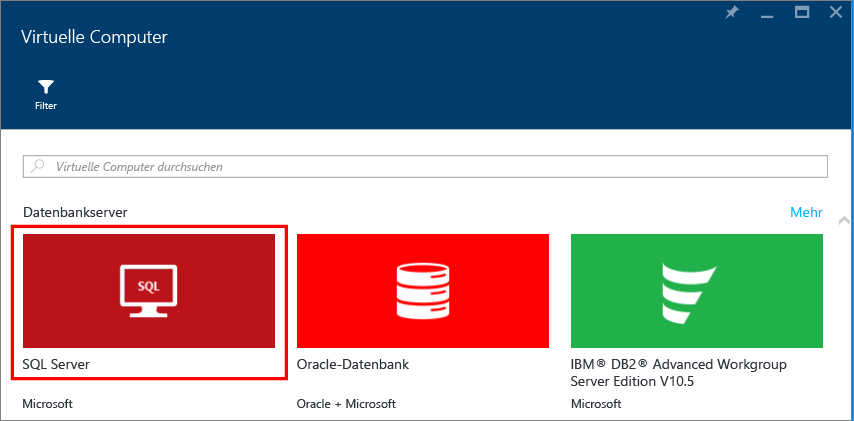 Virtuelle Computer
Filter
Virtuelle Computer durchsuchen
Datenbankserver Mehr
SQL
SQL Server
Oracle-Datenbank
IBM® DB2® Advanced Workgroup
Server Edition V10.5
Microsoft
Oracle + Microsoft
Microsoft